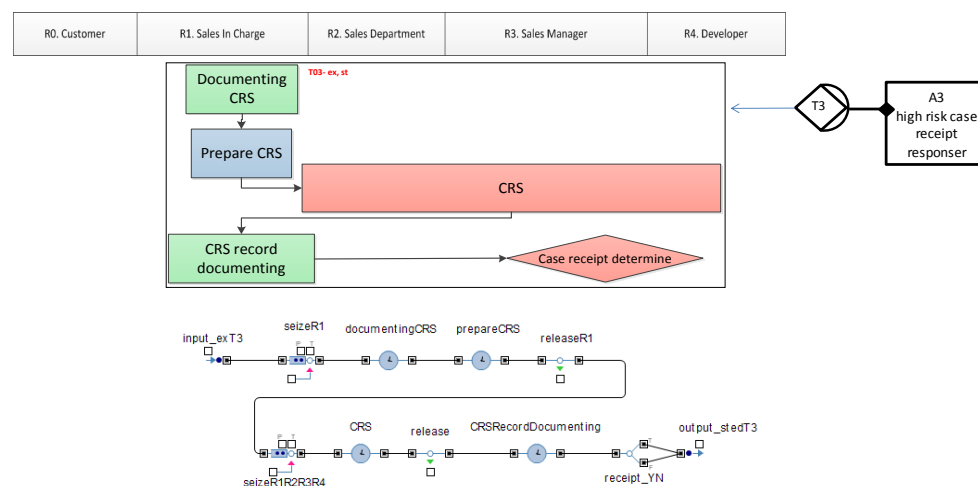 R0. Customer
R1. Sales In Charge
R2. Sales Department
R3. Sales Manager
R4. Developer
Documenting
CRS
T03- ex, st
Prepare CRS
CRS
CRS record
documenting
Case receipt determine
T3
A3
high risk case
receipt
responser
input_exT3
seizeR1
documentingCRS
prepareCRS
releaseR1
P
T
seizeR1R2R3R4
P
T
CRS
release
CRSRecordDocumenting
receipt_YN
T
F
output_stedT3